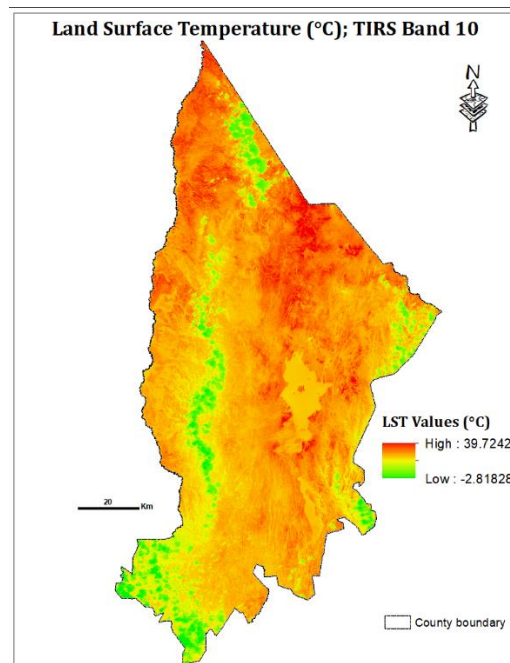 Land Surface Temperature (°C); TIRS Band 10
N
LST Values (°C)
High : 39.7242
Low : -2.81828
20
Km
County boundary